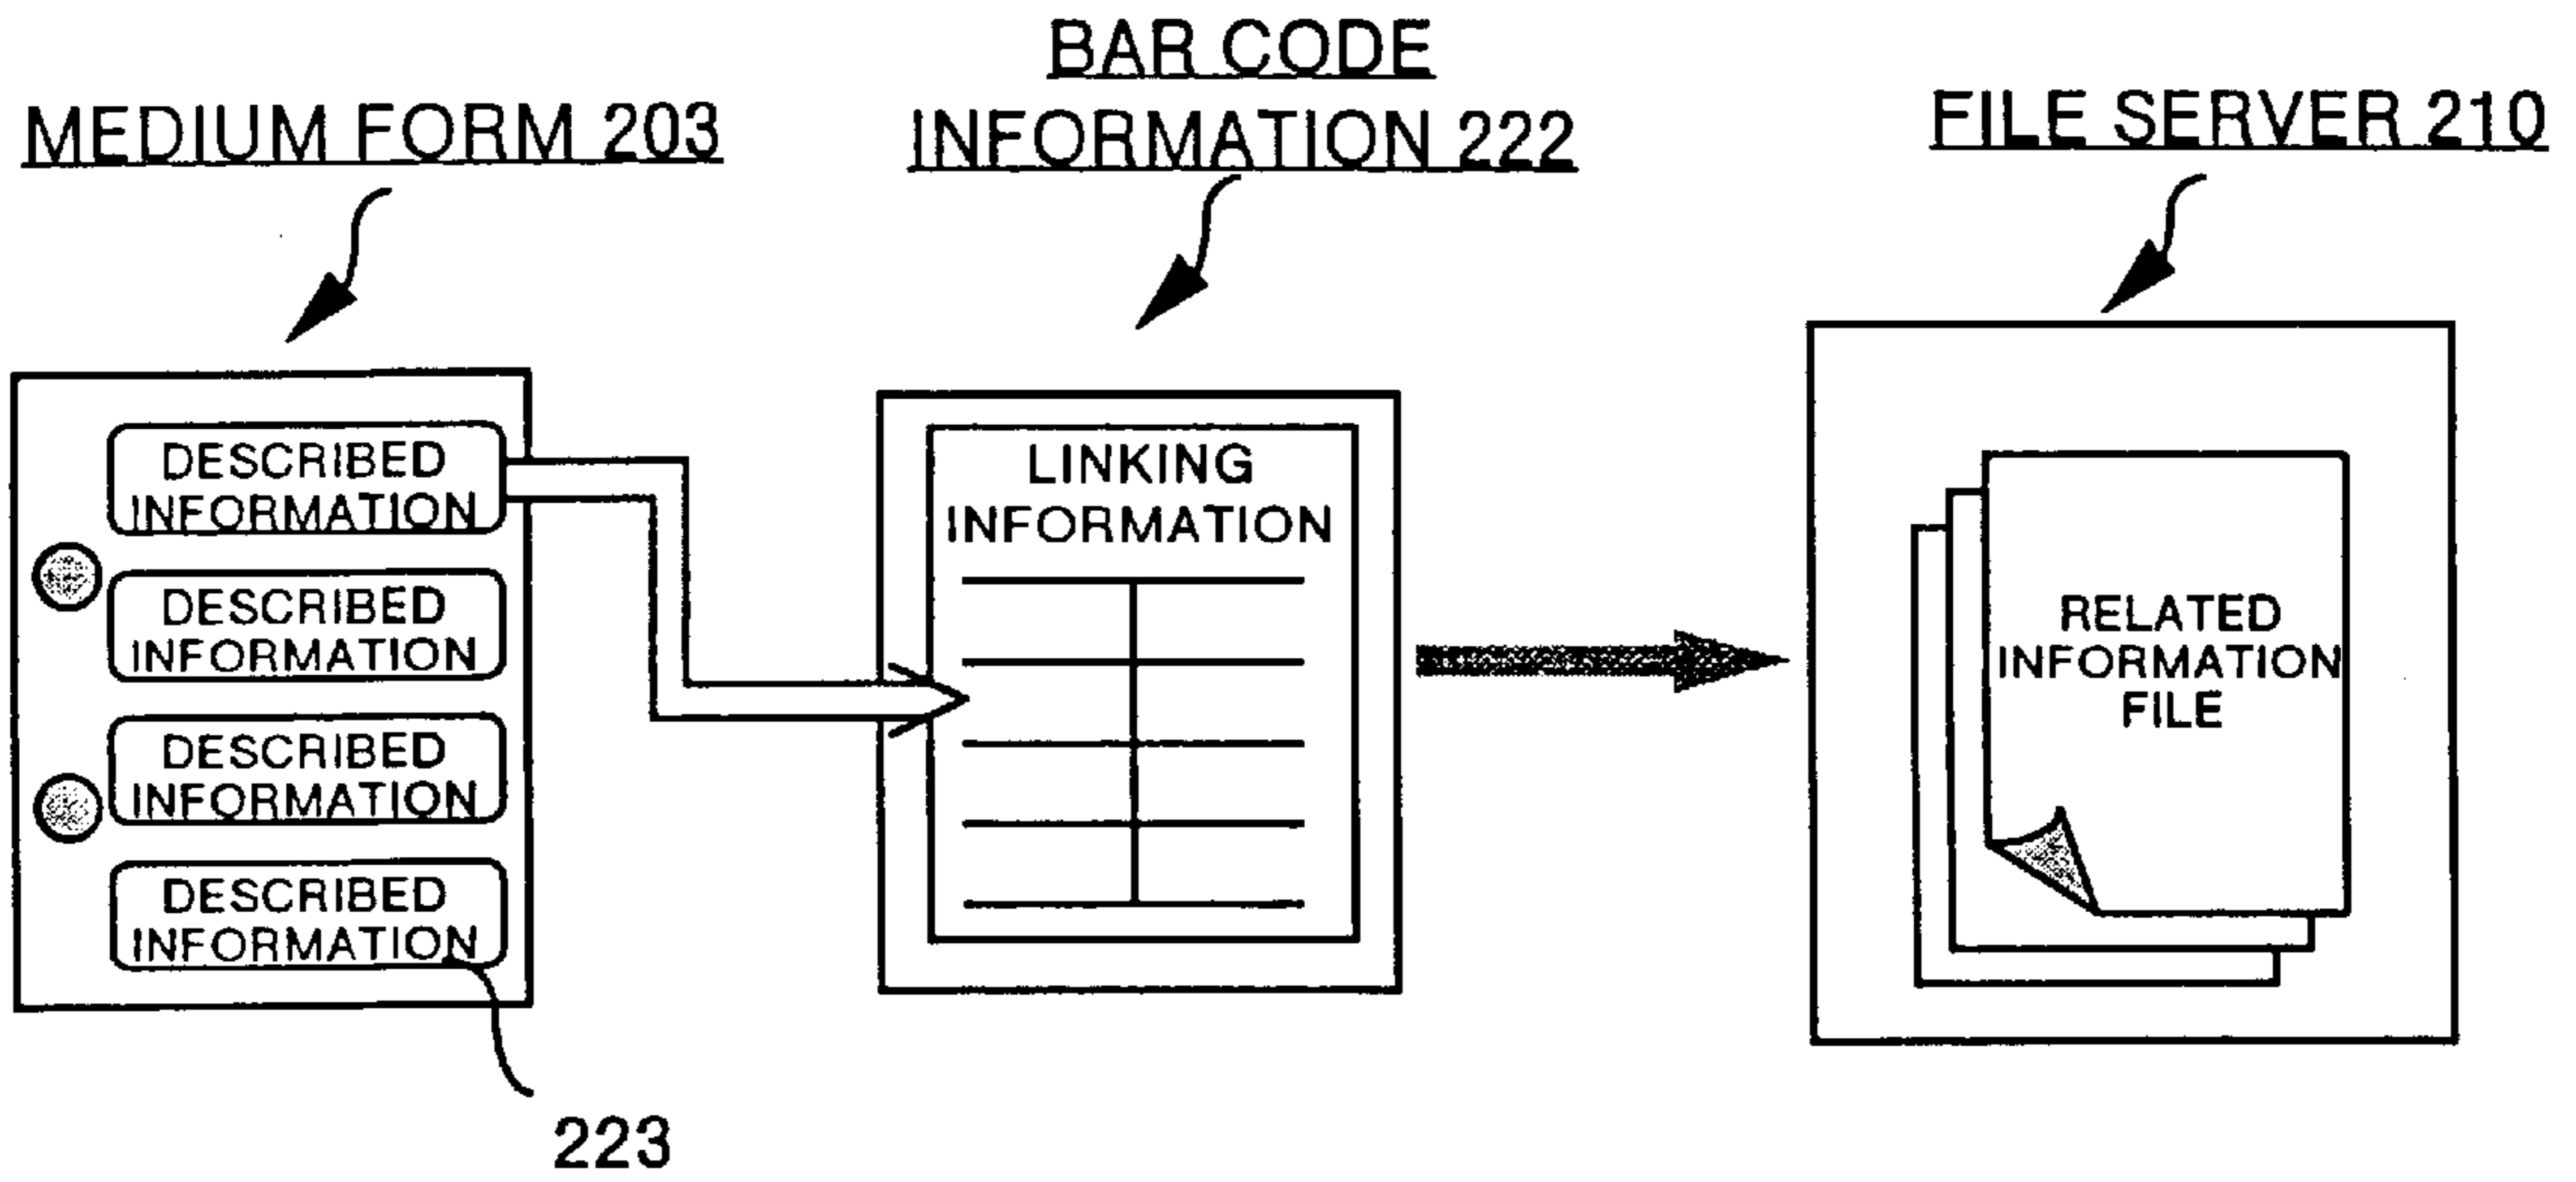 MEDIUM FORM 203
BAR CODE
INFORMATION 222
FILE SERVER 210
DESCRIBED
INFORMATION
DESCRIBED
INFORMATION
DESCRIBED
INFORMATION
DESCRIBED
INFORMATION
223
LINKING
INFORMATION
RELATED
INFORMATION
FILE